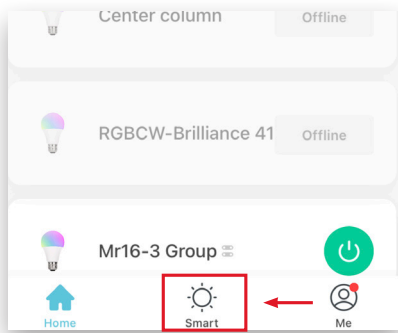 Center column
Offline
RGBCW-Brilliance 41
Offline
Mr16-3 Group
Home
Smart
Me